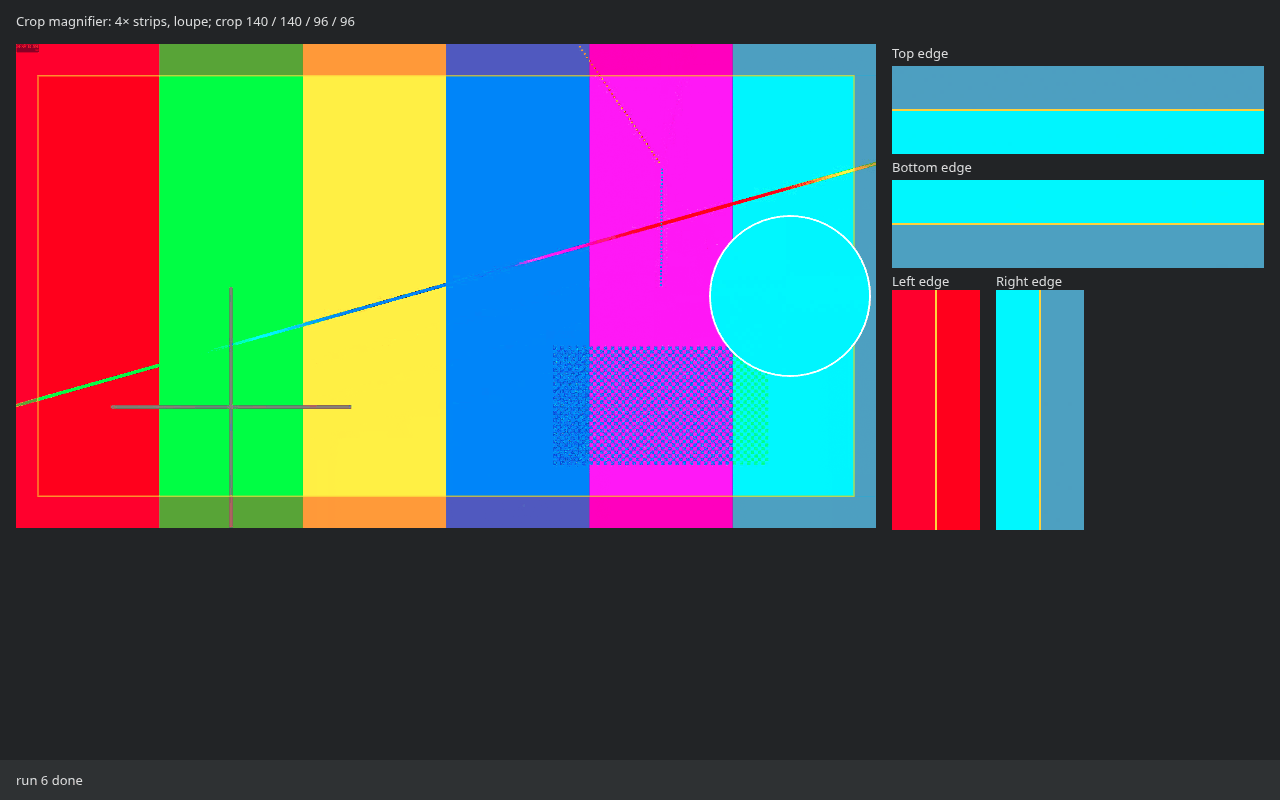 Crop magnifier: 4× strips, loupe; crop 140 / 140 / 96 / 96
Top edge
Bottom edge
Left edge
Right edge
run 6 done